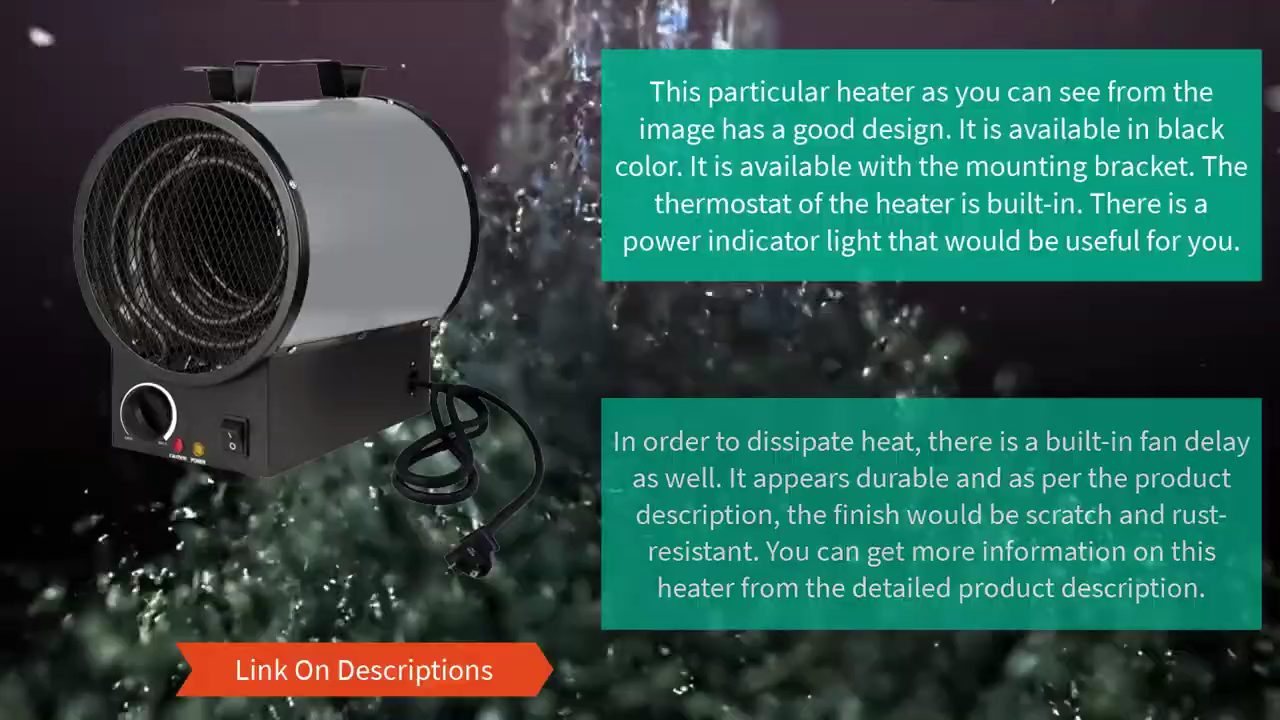 This particular heater as you can see from the
image has a good design. It is available in black
color. It is available with the mounting bracket. The
thermostat of the heater is built-in. There is a
power indicator light that would be useful for you.
In order to dissipate heat, there is a built-in fan delay
as well. It appears durable and as per the product
description, the finish would be scratch and rust-
resistant. You can get more information on this
heater from the detailed product description.
POWER
Link On Descriptions